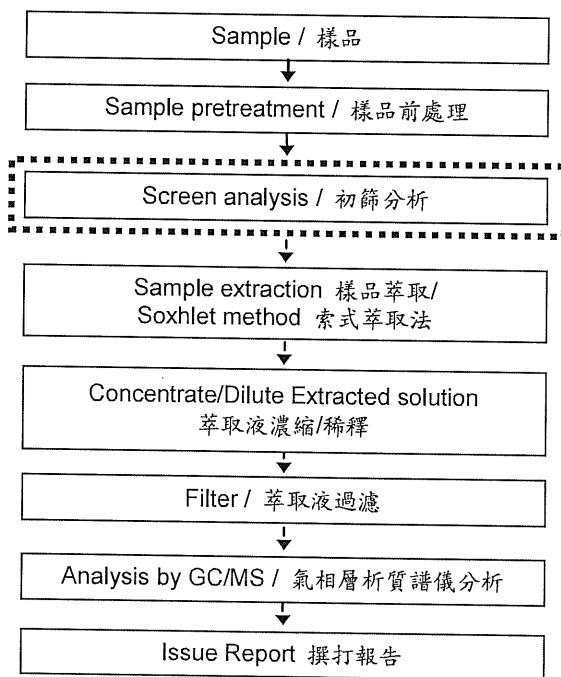 Sample / 樣品
Sample pretreatment / 樣品前處理
Screen analysis / 初篩分析
Sample extraction 樣品萃取/
Soxhlet method 索式萃取法
Concentrate/Dilute Extracted solution
萃取液濃縮/稀釋
Filter / 萃取液過濾
Analysis by GC/MS / 氣相層析質譜儀分析
Issue Report 撰打報告